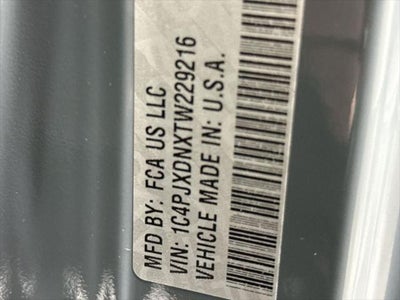 MFD BY: FCA US LLC
VIN: 1C4PJXDNXTW229216
VEHICLE MADE IN: U.S.A.